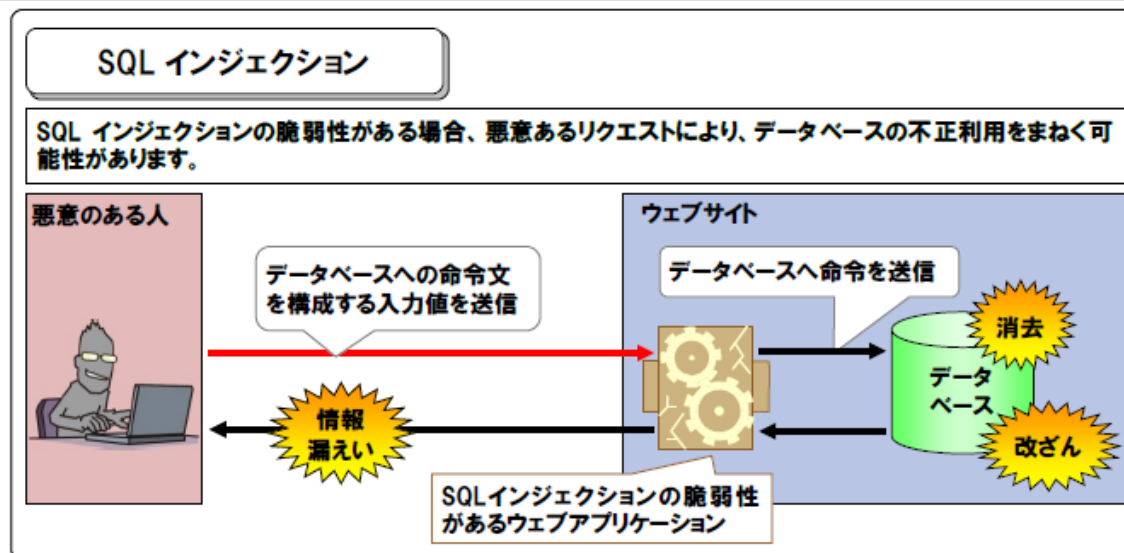 SQL インジェクション
SQL インジェクションの脆弱性がある場合、悪意あるリクエストにより、データベースの不正利用をまねく可
能性があります。
悪意のある人
ウェブサイト
データベースへの命令文
を構成する入力値を送信
データベースへ命令を送信
消去
データ
ベース
情報
漏えい
改ざん
SQLインジェクションの脆弱性
があるウェブアプリケーション